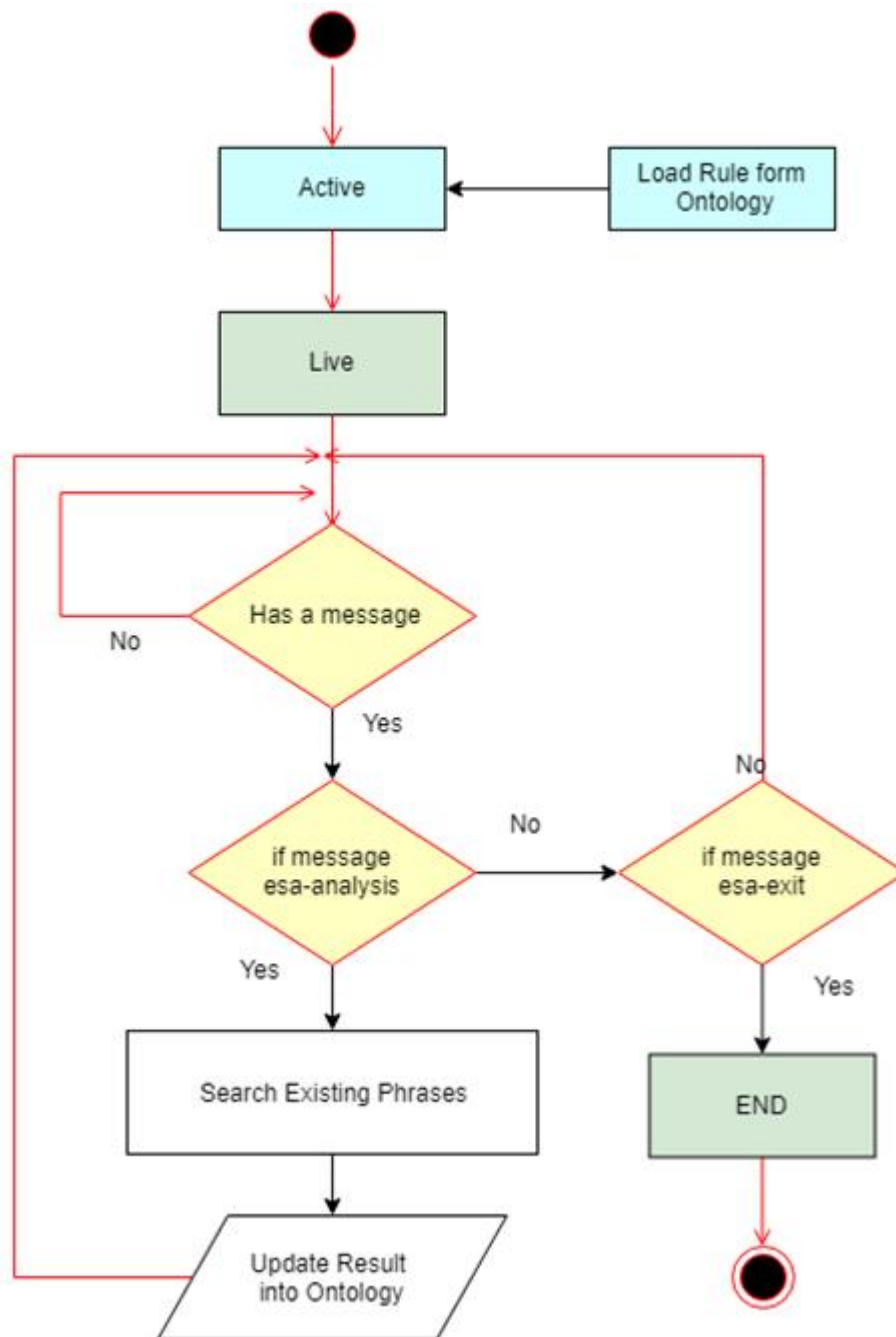 Active
Load Rule form
Ontology
Live
Has a message
No
Yes
if message
esa-analysis
No
No
if message
esa-exit
Yes
Yes
Search Existing Phrases
END
Update Result
into Ontology